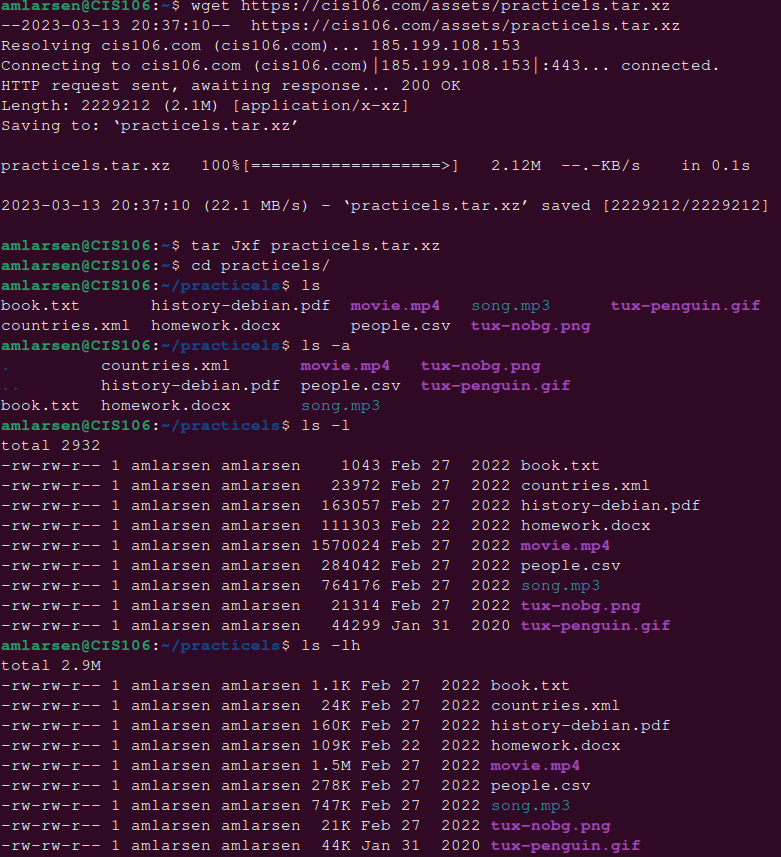 amlarsen@CIS106:~$ wget https://cis106.com/assets/practicels.tar.xz
--2023-03-13 20:37:10--  https://cis106.com/assets/practicels.tar.xz
Resolving cis106.com (cis106.com)... 185.199.108.153
Connecting to cis106.com (cis106.com)|185.199.108.153|:443... connected.
HTTP request sent, awaiting response... 200 OK
Length: 2229212 (2.1M) [application/x-xz]
Saving to: ‘practicels.tar.xz’
practicels.tar.xz   100%[===================>]   2.12M  --.-KB/s    in 0.1s
2023-03-13 20:37:10 (22.1 MB/s) - ‘practicels.tar.xz’ saved [2229212/2229212]
amlarsen@CIS106:~$ tar Jxf practicels.tar.xz
amlarsen@CIS106:~$ cd practicels/
amlarsen@CIS106:~/practicels$ ls
book.txt       history-debian.pdf  movie.mp4   song.mp3      tux-penguin.gif
countries.xml  homework.docx       people.csv  tux-nobg.png
amlarsen@CIS106:~/practicels$ ls -a
.         countries.xml       movie.mp4   tux-nobg.png
..        history-debian.pdf  people.csv  tux-penguin.gif
book.txt  homework.docx       song.mp3
amlarsen@CIS106:~/practicels$ ls -l
total 2932
-rw-rw-r-- 1 amlarsen amlarsen    1043 Feb 27  2022 book.txt
-rw-rw-r-- 1 amlarsen amlarsen   23972 Feb 27  2022 countries.xml
-rw-rw-r-- 1 amlarsen amlarsen  163057 Feb 27  2022 history-debian.pdf
-rw-rw-r-- 1 amlarsen amlarsen  111303 Feb 22  2022 homework.docx
-rw-rw-r-- 1 amlarsen amlarsen 1570024 Feb 27  2022 movie.mp4
-rw-rw-r-- 1 amlarsen amlarsen  284042 Feb 27  2022 people.csv
-rw-rw-r-- 1 amlarsen amlarsen  764176 Feb 27  2022 song.mp3
-rw-rw-r-- 1 amlarsen amlarsen   21314 Feb 27  2022 tux-nobg.png
-rw-rw-r-- 1 amlarsen amlarsen   44299 Jan 31  2020 tux-penguin.gif
amlarsen@CIS106:~/practicels$ ls -lh
total 2.9M
-rw-rw-r-- 1 amlarsen amlarsen 1.1K Feb 27  2022 book.txt
-rw-rw-r-- 1 amlarsen amlarsen  24K Feb 27  2022 countries.xml
-rw-rw-r-- 1 amlarsen amlarsen 160K Feb 27  2022 history-debian.pdf
-rw-rw-r-- 1 amlarsen amlarsen 109K Feb 22  2022 homework.docx
-rw-rw-r-- 1 amlarsen amlarsen 1.5M Feb 27  2022 movie.mp4
-rw-rw-r-- 1 amlarsen amlarsen 278K Feb 27  2022 people.csv
-rw-rw-r-- 1 amlarsen amlarsen 747K Feb 27  2022 song.mp3
-rw-rw-r-- 1 amlarsen amlarsen  21K Feb 27  2022 tux-nobg.png
-rw-rw-r-- 1 amlarsen amlarsen  44K Jan 31  2020 tux-penguin.gif